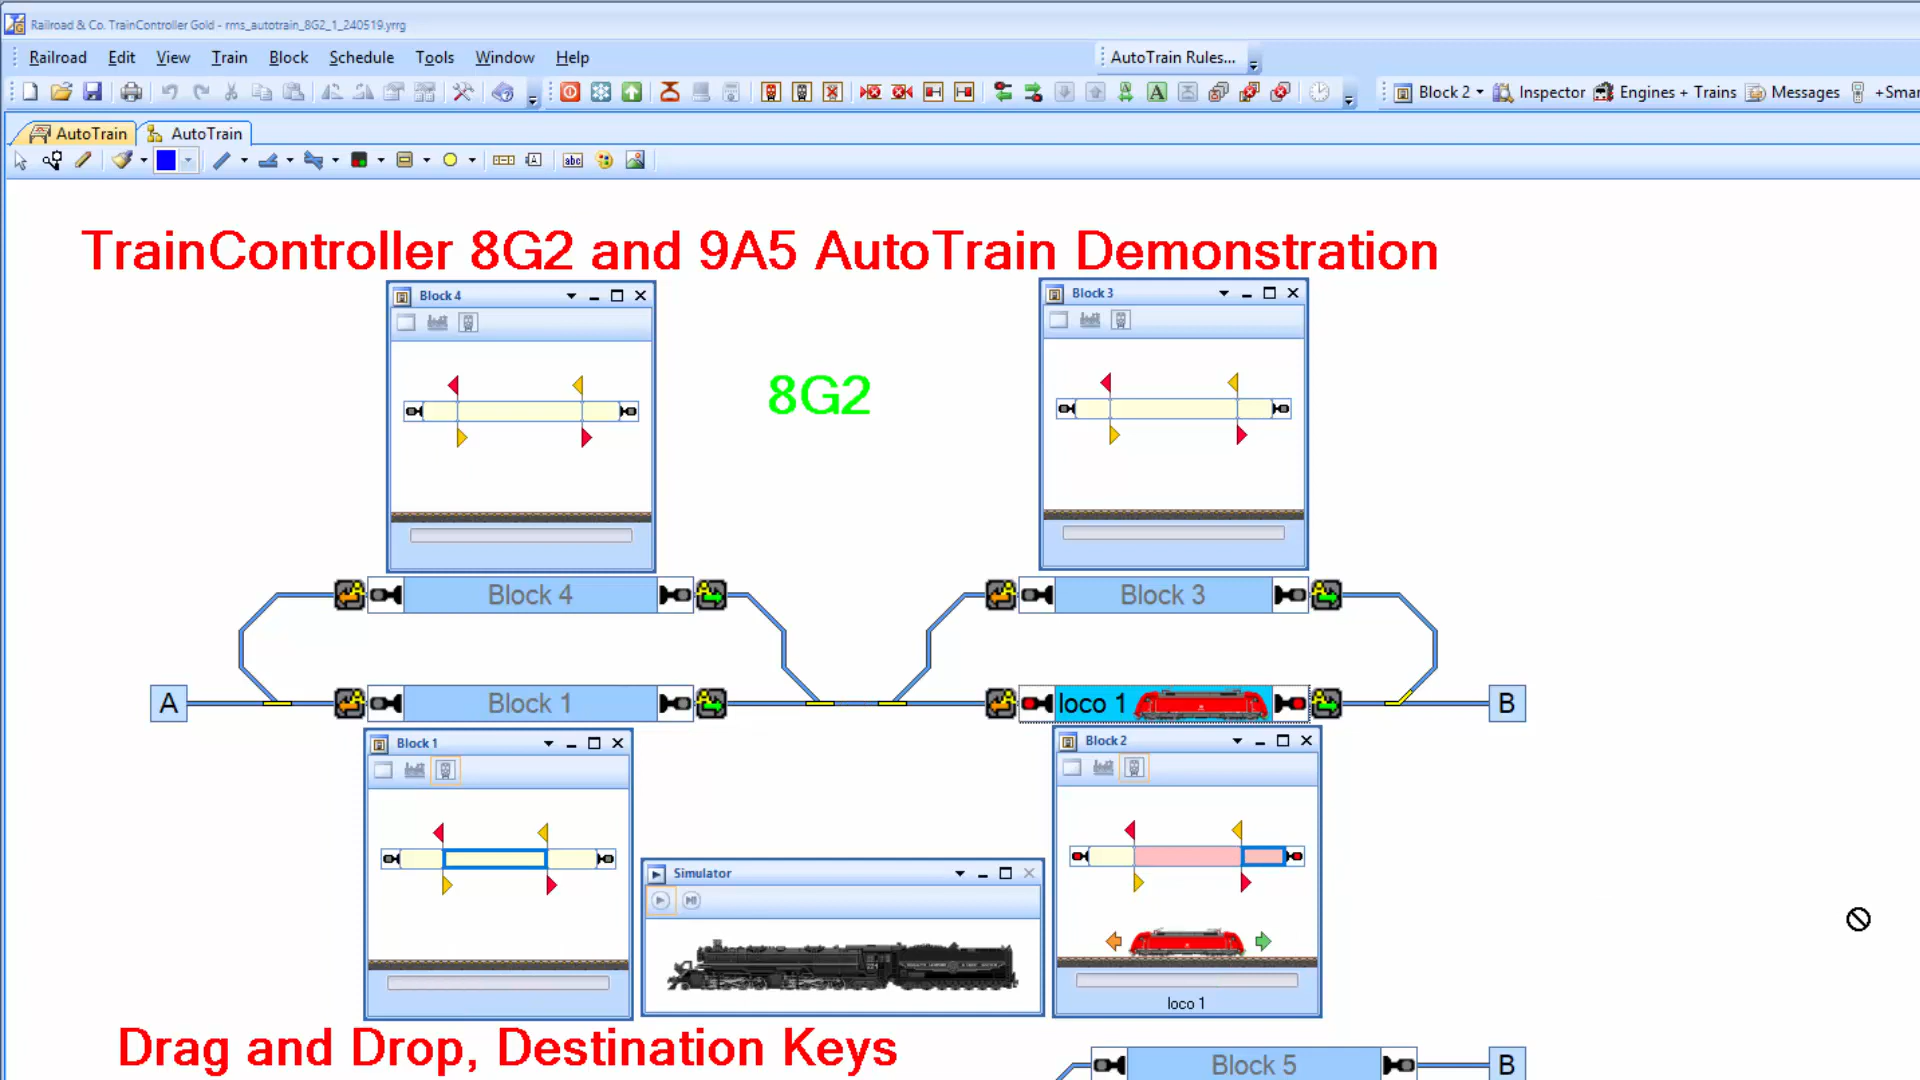 Railroad & Co. TrainController Gold - rms_autotrain_8G2_1_240519.yrrg
Railroad Edit View Train Block Schedule Tools Window Help AutoTrain Rules...
Block 2 Inspector Engines + Trains Messages +Smar
AutoTrain AutoTrain
abc
TrainController 8G2 and 9A5 AutoTrain Demonstration
Block 4
Block 3
8G2
Block 4
Block 3
A
Block 1
loco 1
B
Block 1
Block 2
Simulator
loco 1
Drag and Drop, Destination Keys
Block 5
B